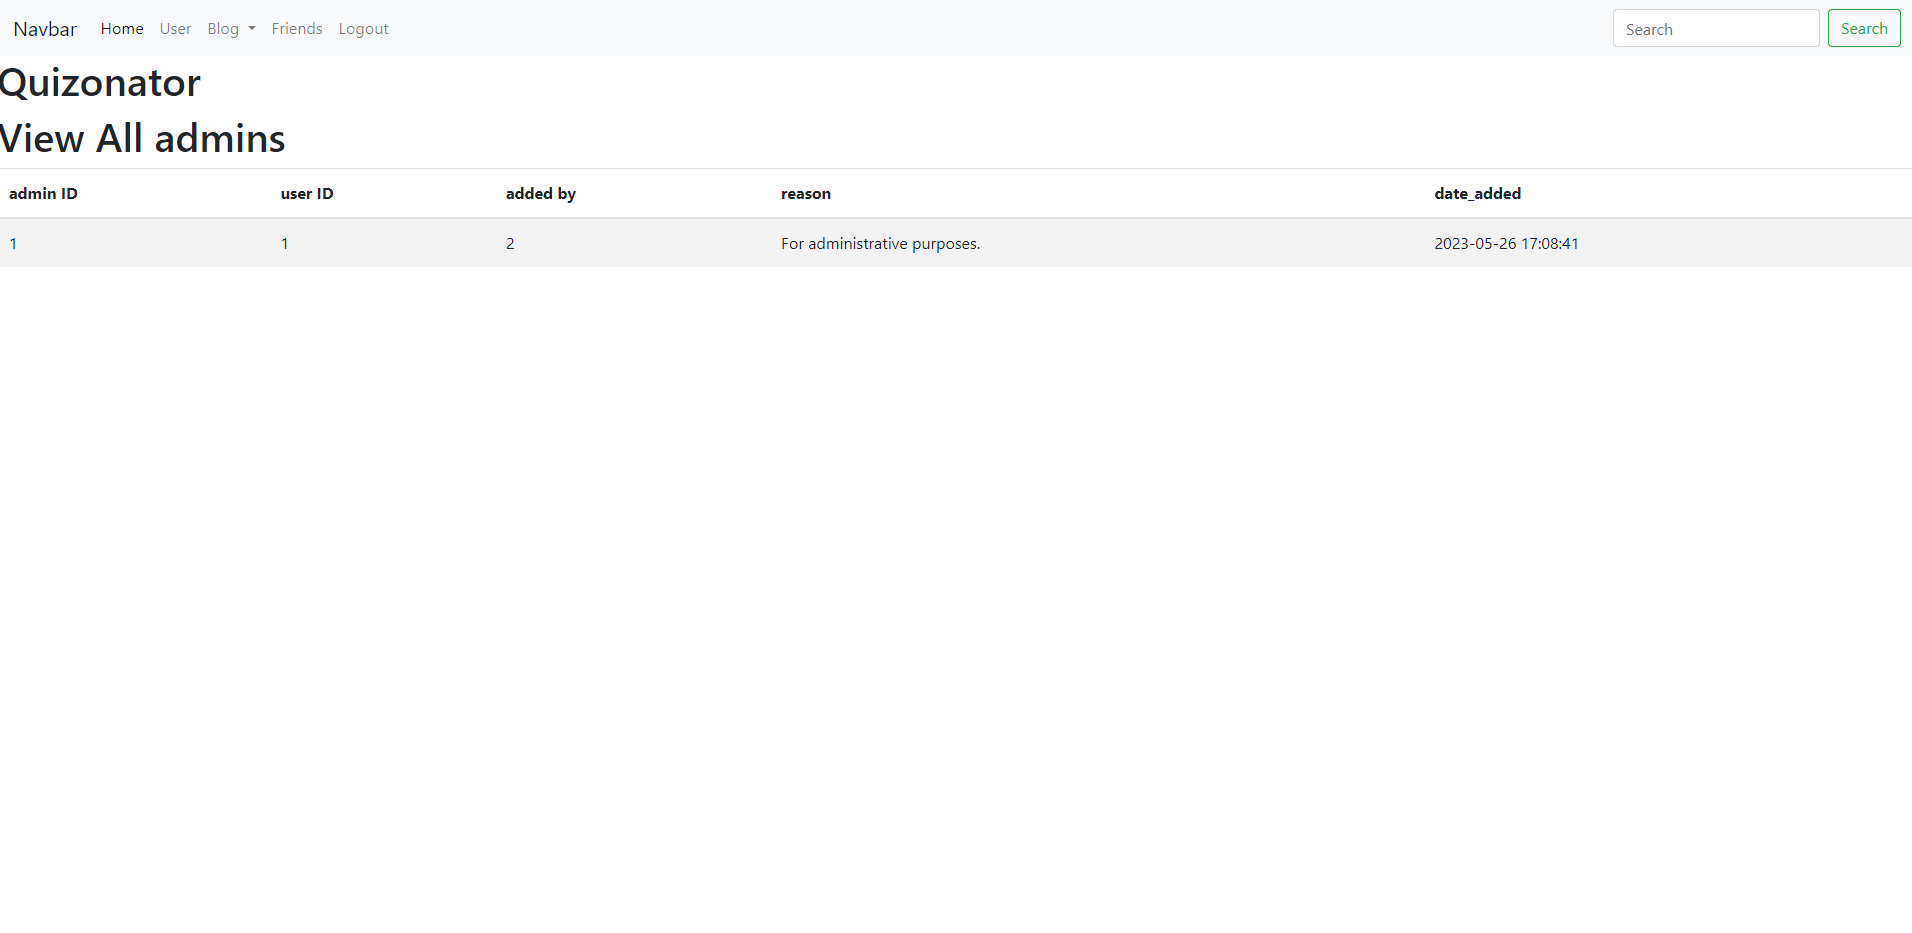 Navbar Home User Blog Friends Logout Search Search
Quizonator
View All admins
admin ID user ID added by reason date_added
1 1 2 For administrative purposes. 2023-05-26 17:08:41